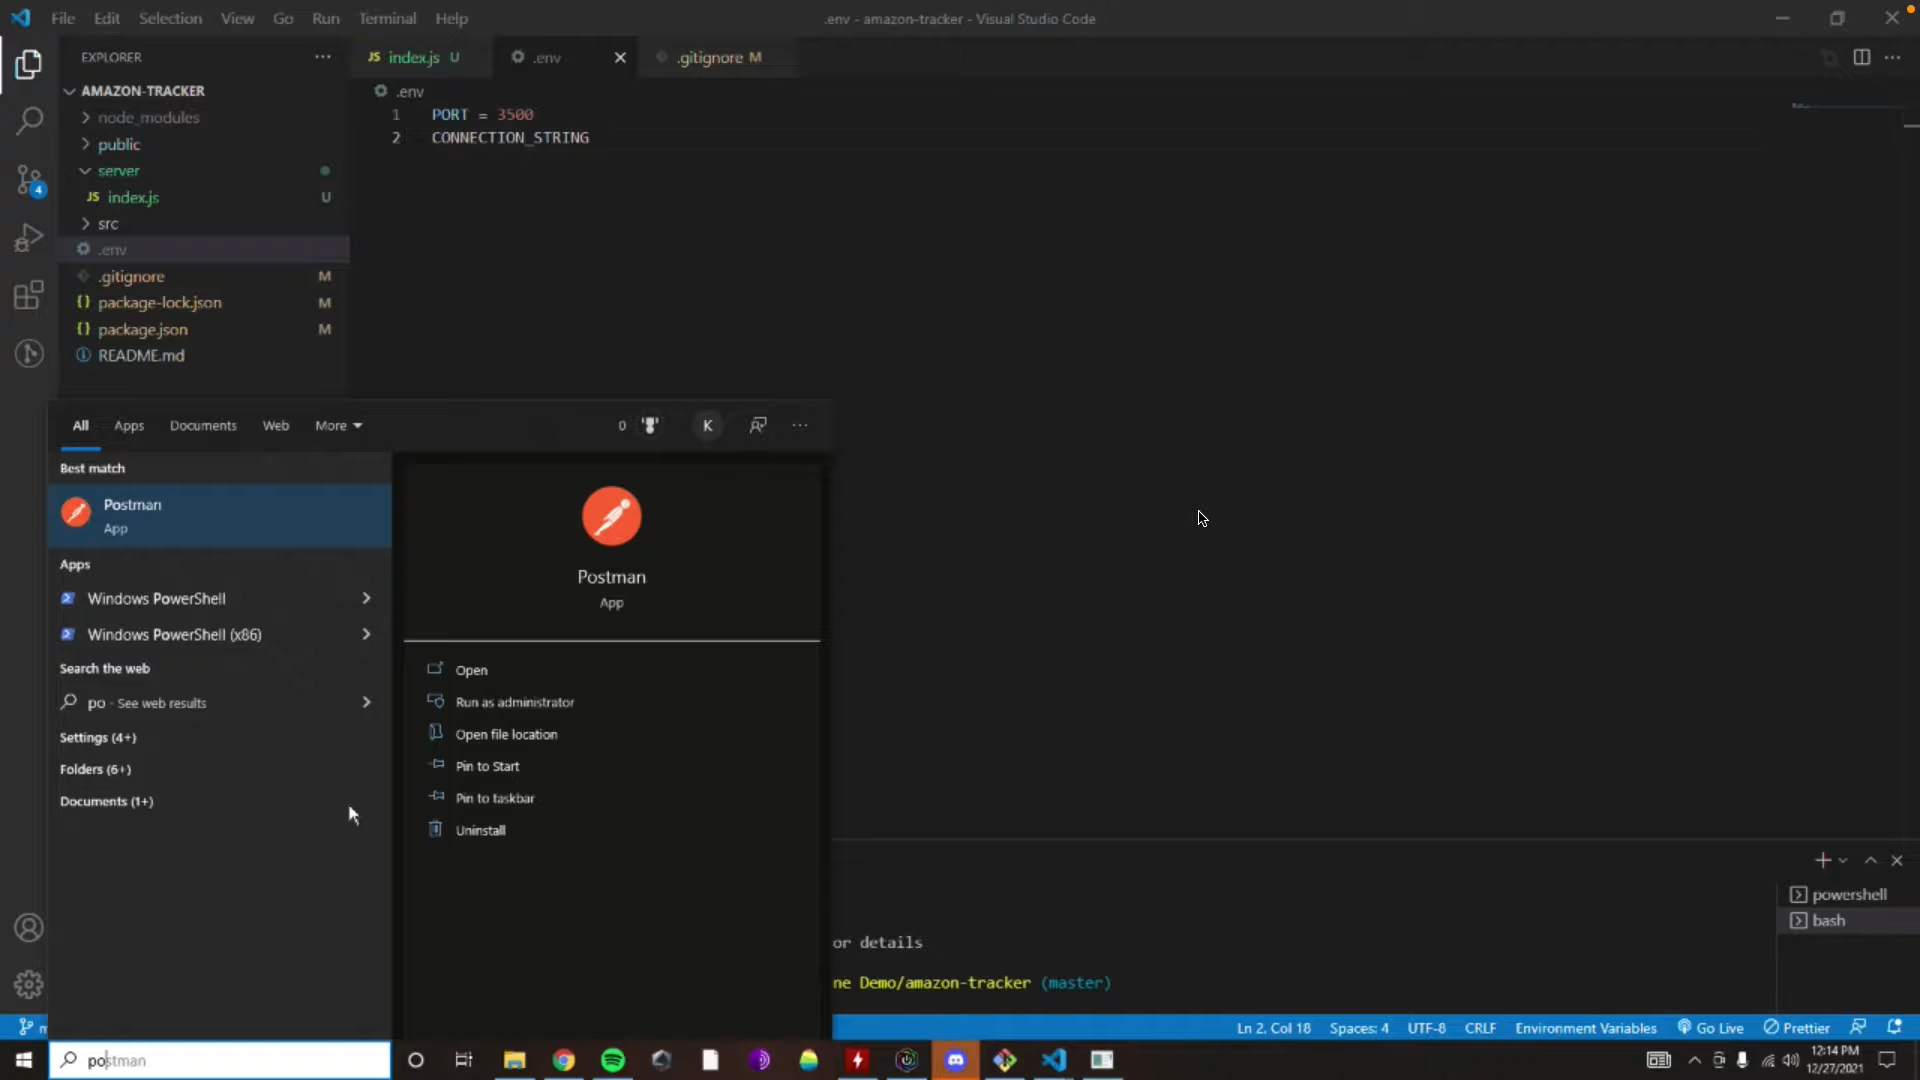 File Edit Selection View Go Run Terminal Help
.env - amazon-tracker - Visual Studio Code
EXPLORER
JS index.js U
.env
.gitignore M
AMAZON-TRACKER
node_modules
public
server
JS index.js U
src
.env
.gitignore M
{} package-lock.json M
{} package.json M
README.md
4
.env
1 PORT = 3500
2 CONNECTION_STRING
All Apps Documents Web More
0
K
Best match
Postman
App
Apps
Windows PowerShell
Windows PowerShell (x86)
Search the web
po - See web results
Settings (4+)
Folders (6+)
Documents (1+)
Postman
App
Open
Run as administrator
Open file location
Pin to Start
Pin to taskbar
Uninstall
powershell
bash
or details
ne Demo/amazon-tracker (master)
Ln 2, Col 18 Spaces: 4 UTF-8 CRLF Environment Variables Go Live Prettier
postman
12:14 PM
12/27/2021